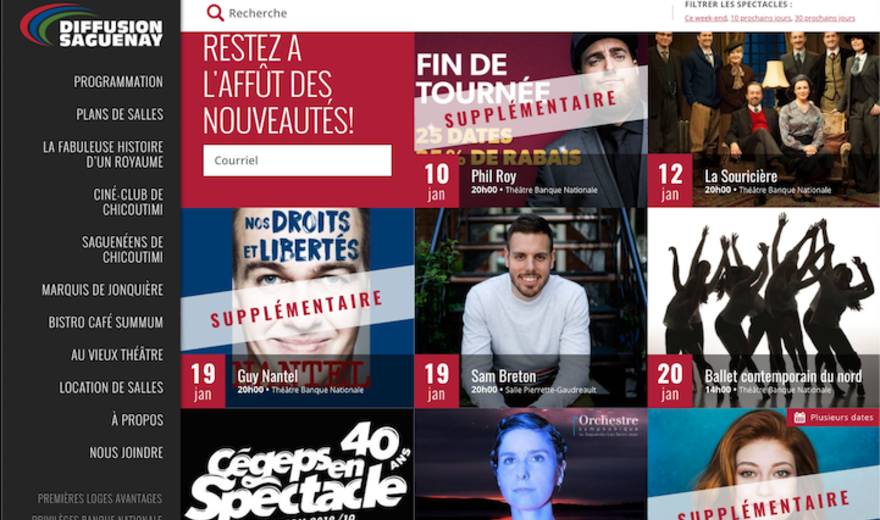 DIFFUSION
SAGUENAY
Recherche
FILTRER LES SPECTACLES :
Ce week-end, 10 prochains jours, 30 prochains jours
PROGRAMMATION
PLANS DE SALLES
LA FABULEUSE HISTOIRE
D'UN ROYAUME
CINÉ-CLUB DE
CHICOUTIMI
SAGUENÉENS DE
CHICOUTIMI
MARQUIS DE JONQUIÈRE
BISTRO CAFÉ SUMMUM
AU VIEUX THÉÂTRE
LOCATION DE SALLES
À PROPOS
NOUS JOINDRE
PREMIÈRES LOGES AVANTAGES
PRIVILÈGES BANQUE NATIONALE
RESTEZ À
L'AFFÛT DES
NOUVEAUTÉS!
Courriel
FIN DE
TOURNÉE
SUPPLÉMENTAIRE
25 DATES
25% DE RABAIS
10
jan
Phil Roy
20h00 • Théâtre Banque Nationale
12
jan
La Souricière
20h00 • Théâtre Banque Nationale
NOS DROITS
ET LIBERTÉS
SUPPLÉMENTAIRE
NANTEL
19
jan
Guy Nantel
20h00 • Théâtre Banque Nationale
19
jan
Sam Breton
20h00 • Salle Pierrette-Gaudreault
20
jan
Ballet contemporain du nord
14h00 • Théâtre Banque Nationale
Cégeps en
Spectacle
40
ANS
Orchestre
symphonique
Plusieurs dates
SUPPLÉMENTAIRE